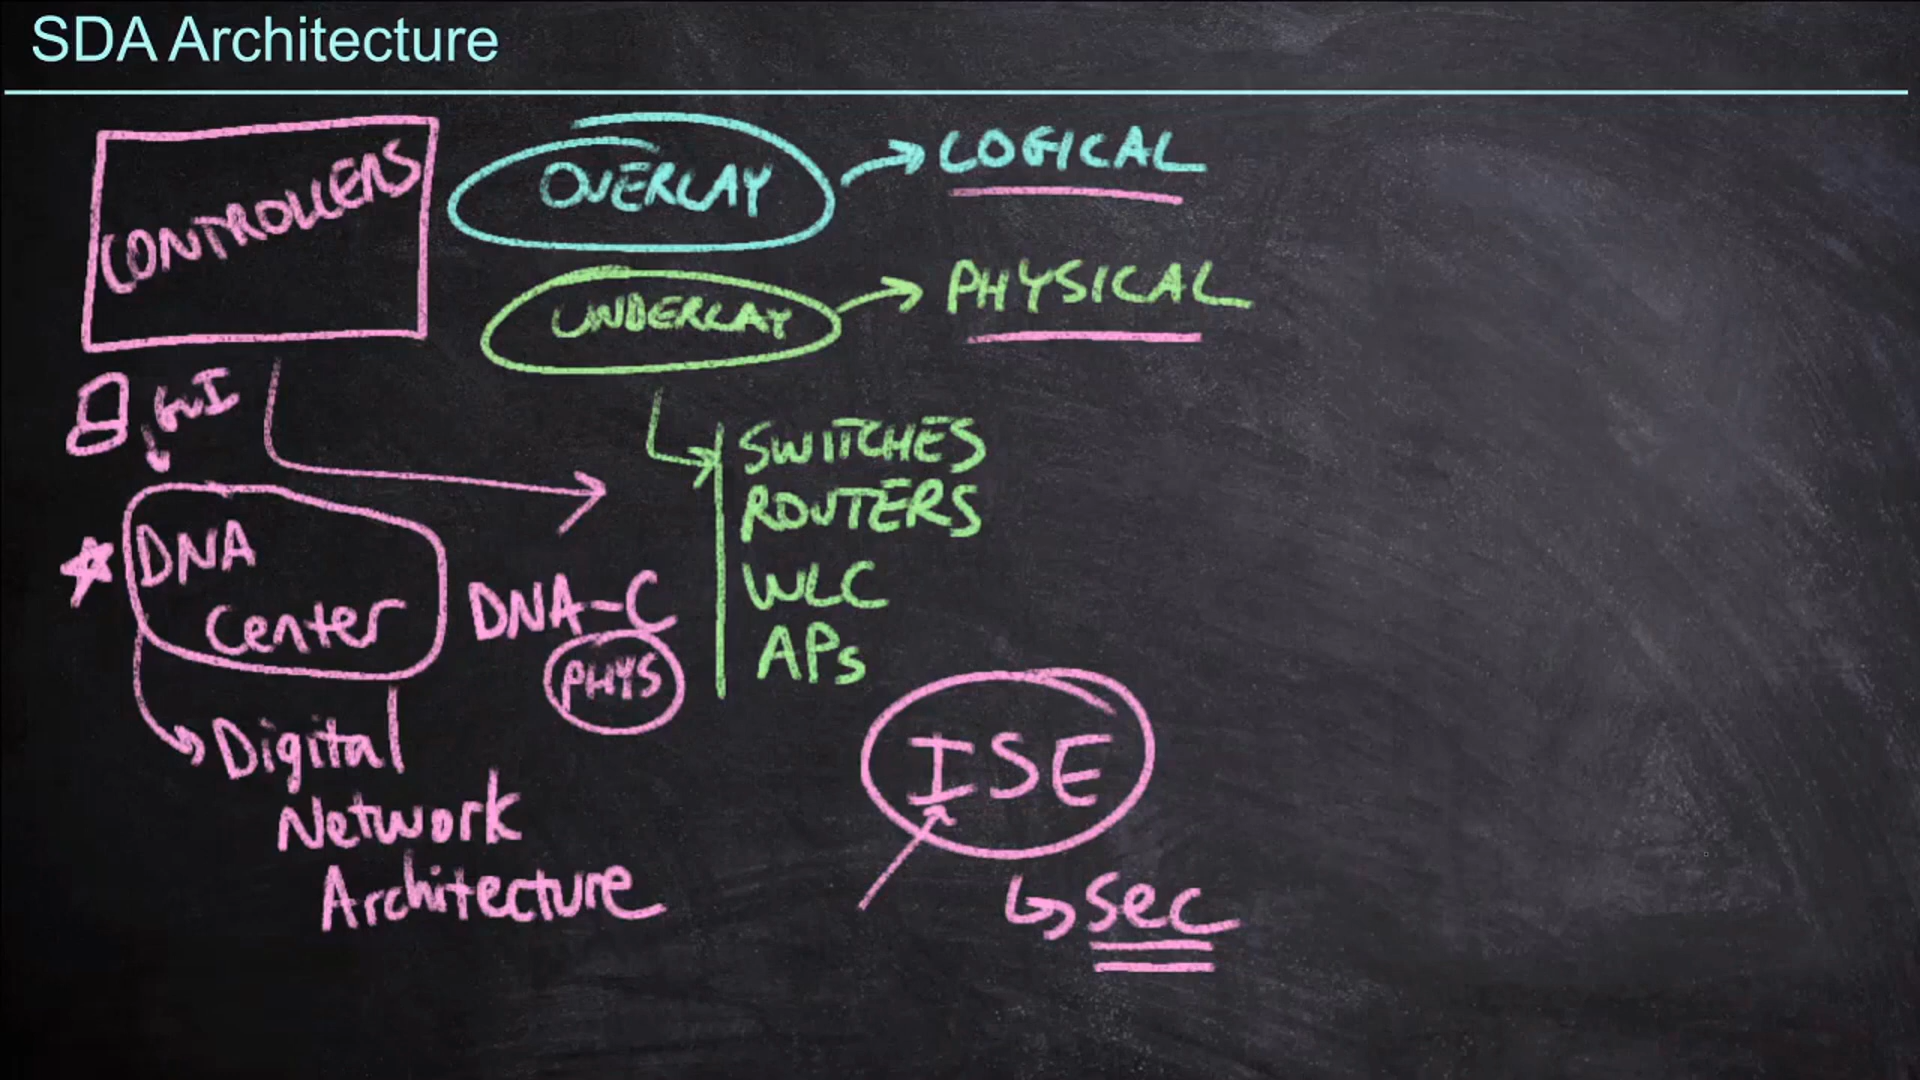 SDA Architecture
CONTROLLERS
OVERLAY
LOGICAL
UNDERLAY
PHYSICAL
GUI
SWITCHES
ROUTERS
WLC
APs
DNA
Center
DNA-C
PHYS
Digital
Network
Architecture
ISE
Sec